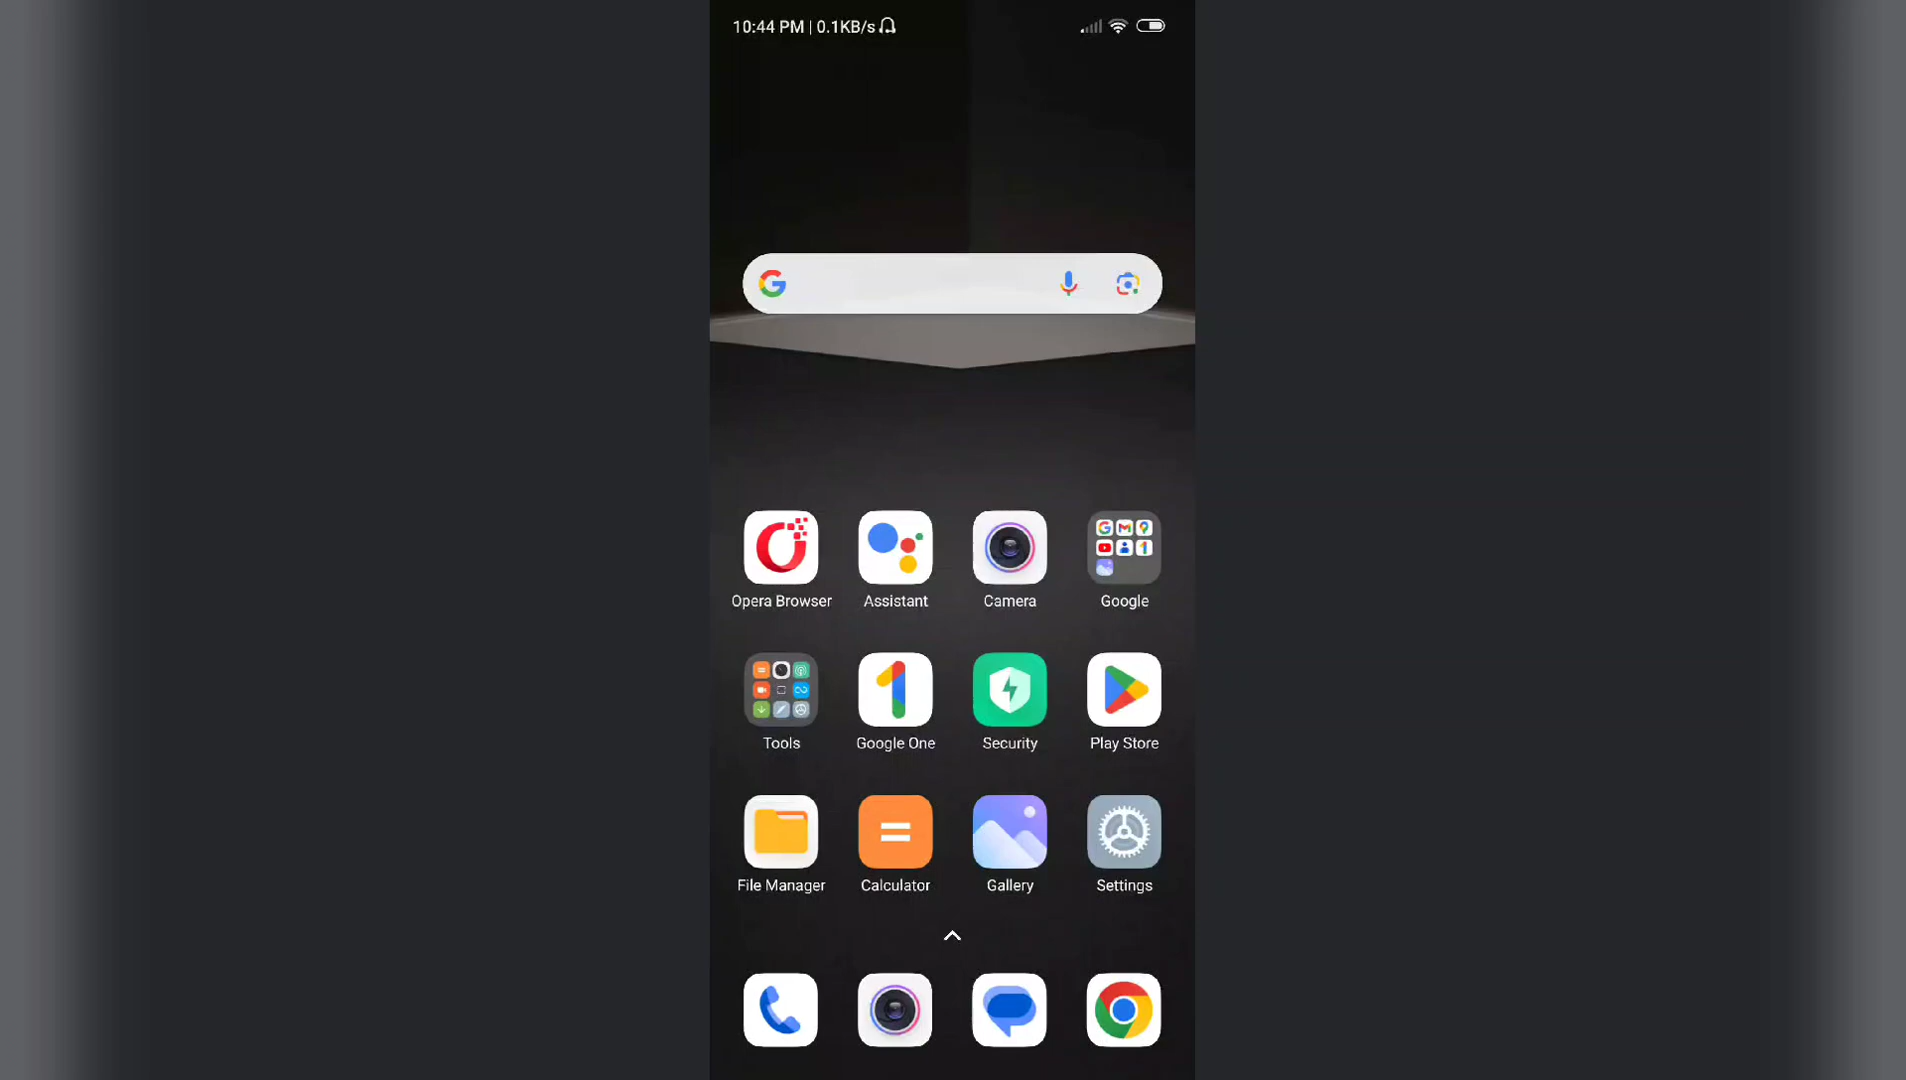 10:44 PM | 0.1KB/s
Opera Browser Assistant Camera Google
Tools Google One Security Play Store
File Manager Calculator Gallery Settings